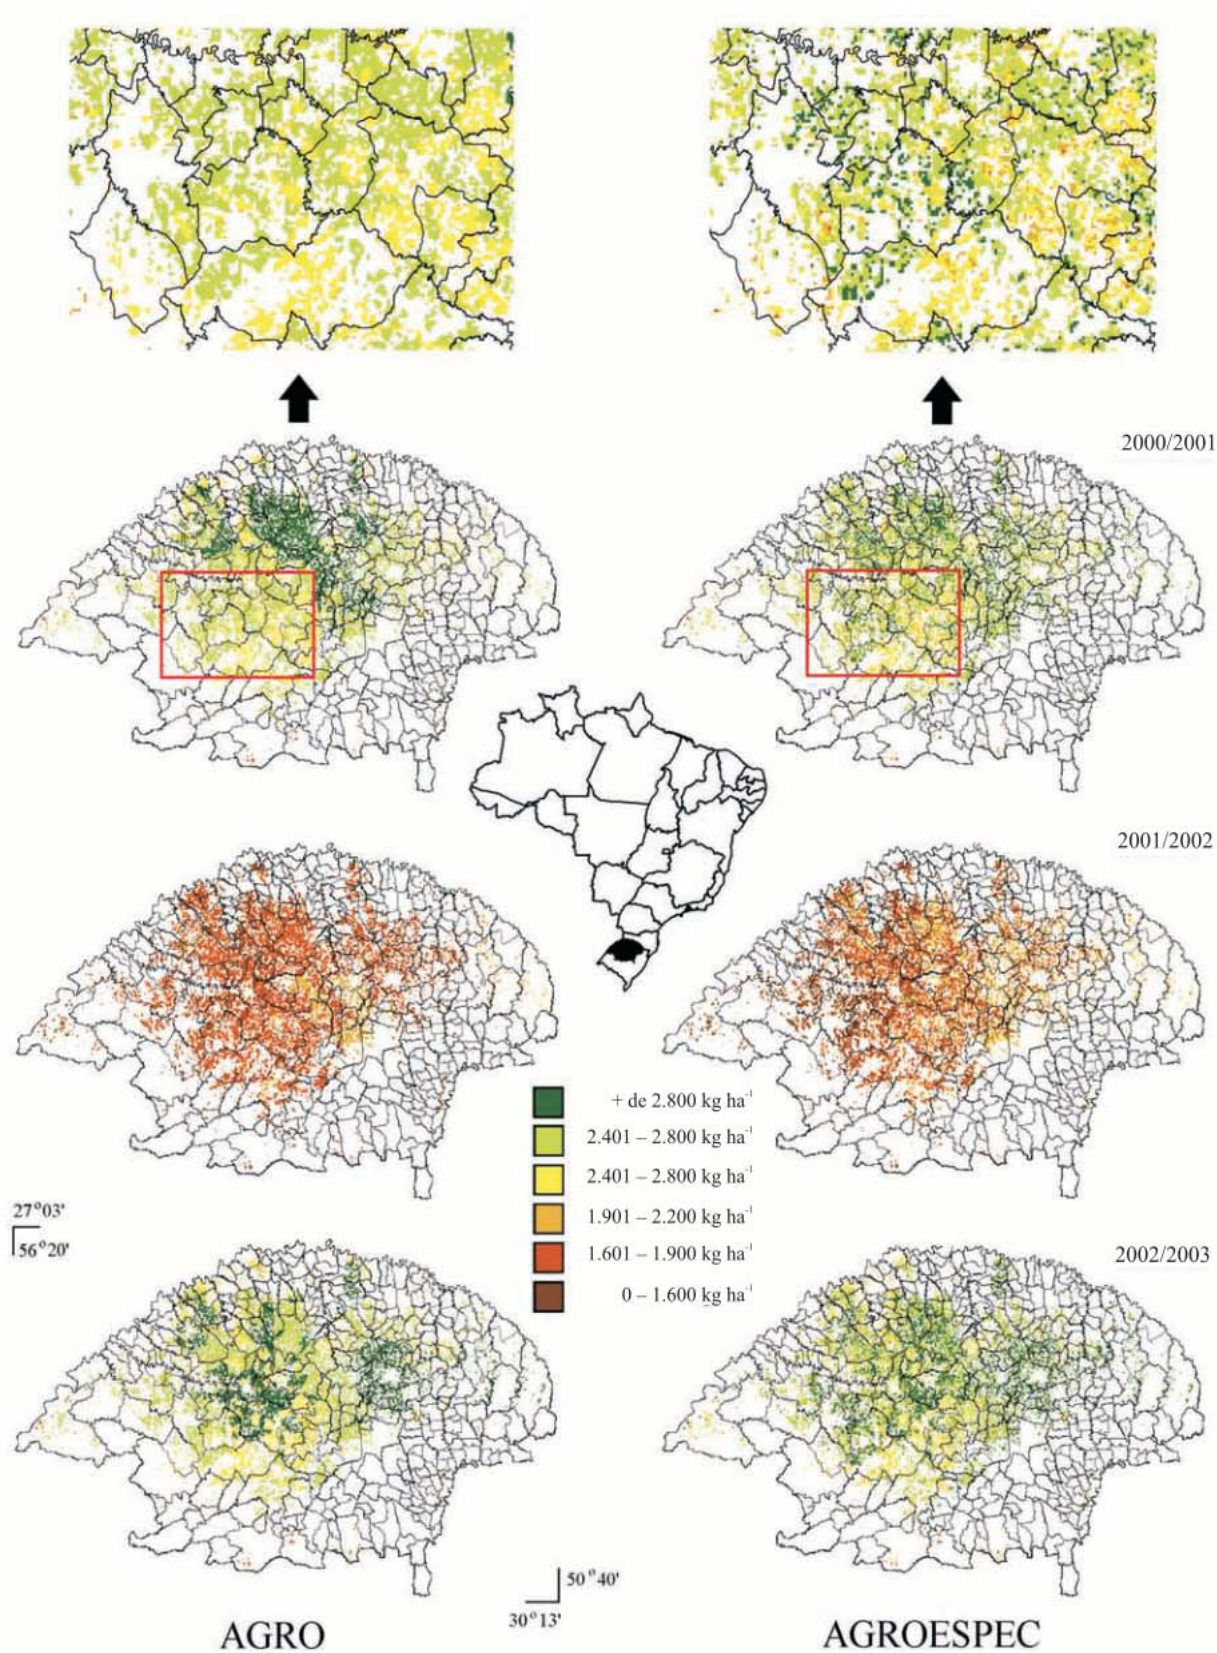 2000/2001
2001/2002
+ de 2.800 kg ha⁻¹
2.401 – 2.800 kg ha⁻¹
2.401 – 2.800 kg ha⁻¹
1.901 – 2.200 kg ha⁻¹
1.601 – 1.900 kg ha⁻¹
0 – 1.600 kg ha⁻¹
27°03'
56°20'
2002/2003
50°40'
30°13'
AGRO
AGROESPEC